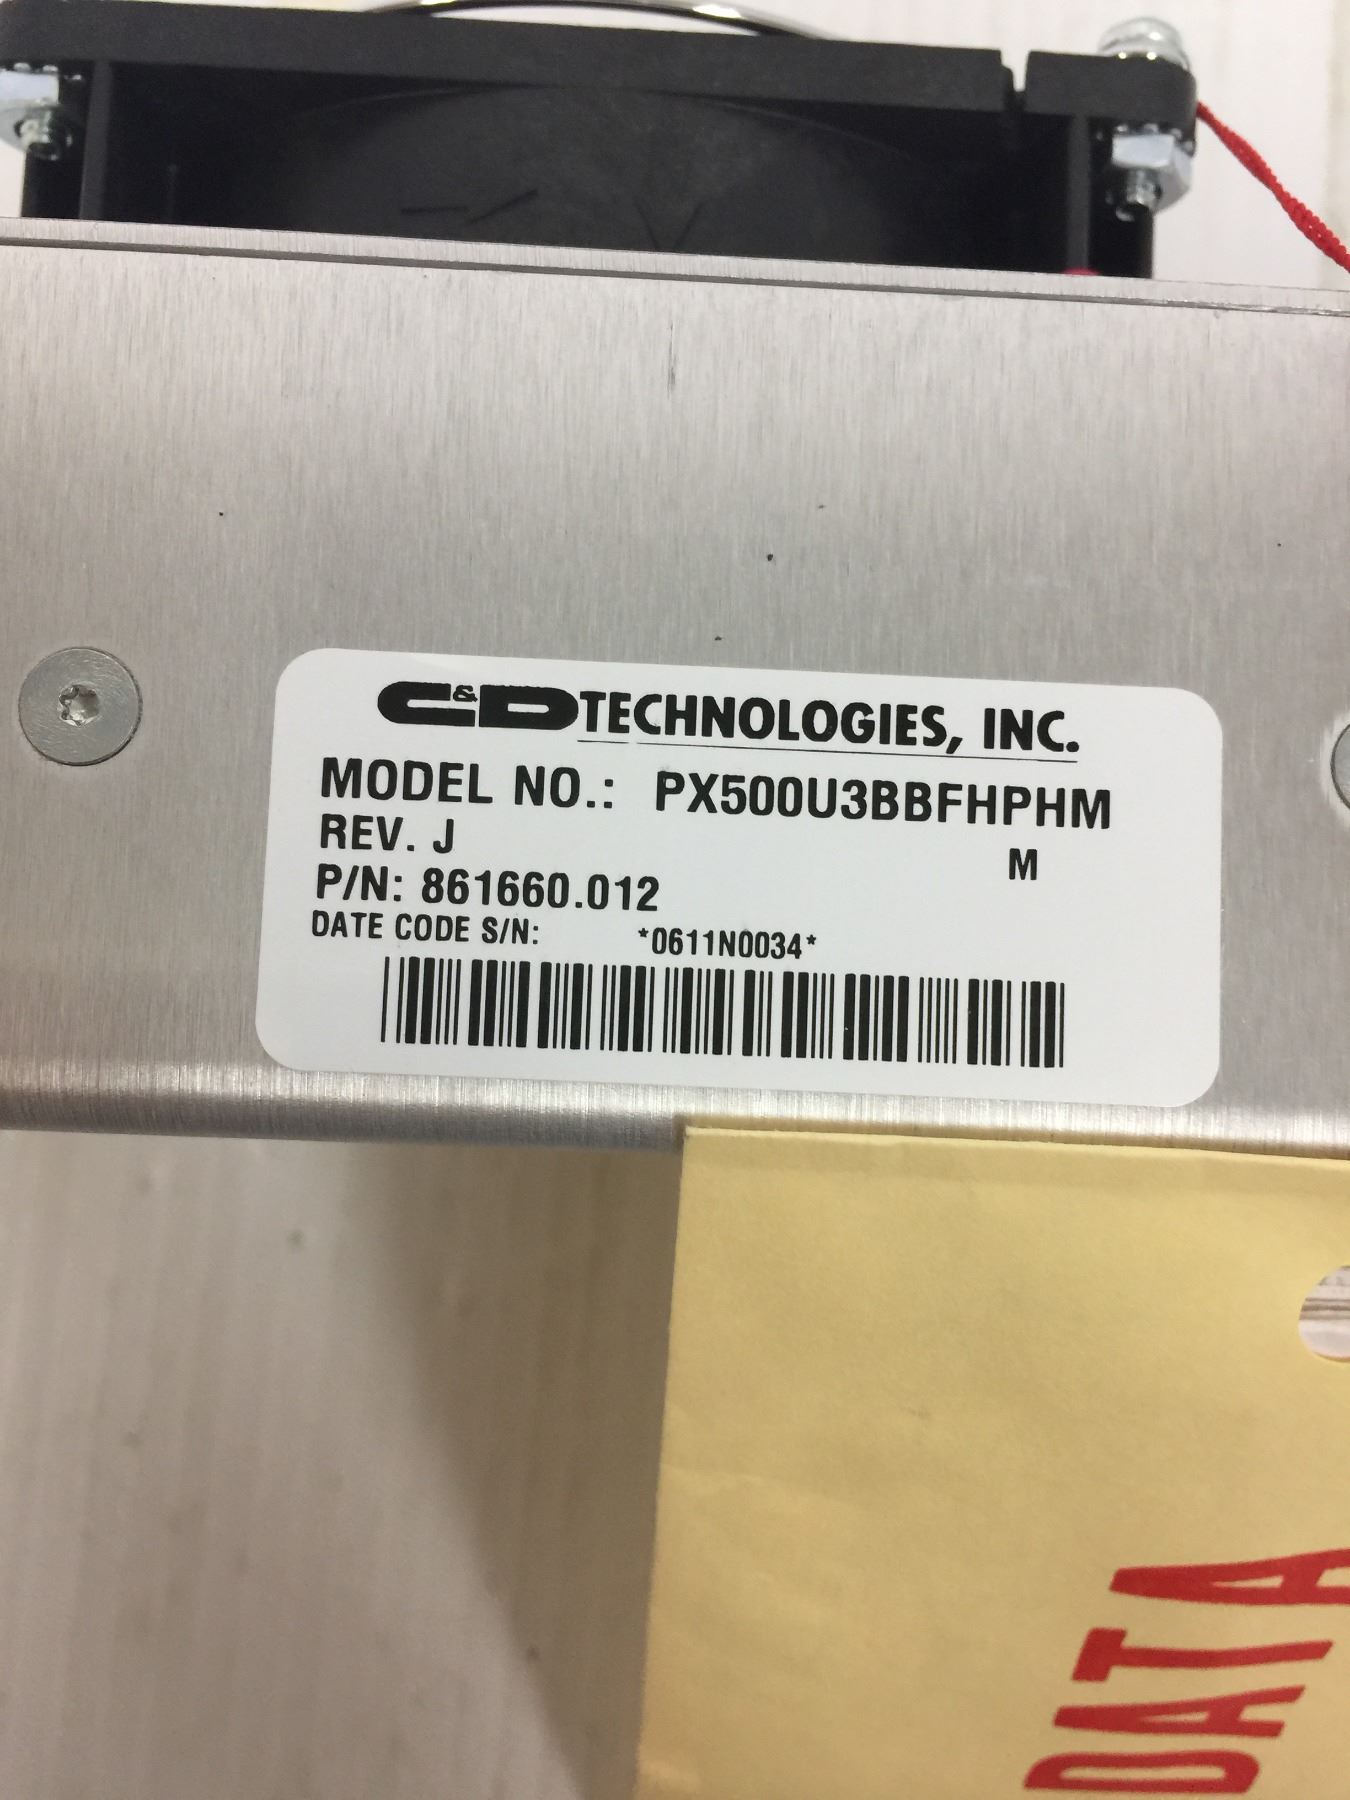 C&D TECHNOLOGIES, INC.
MODEL NO.: PX500U3BBFHPHM
REV. J M
P/N: 861660.012
DATE CODE S/N: *0611N0034*
DATA